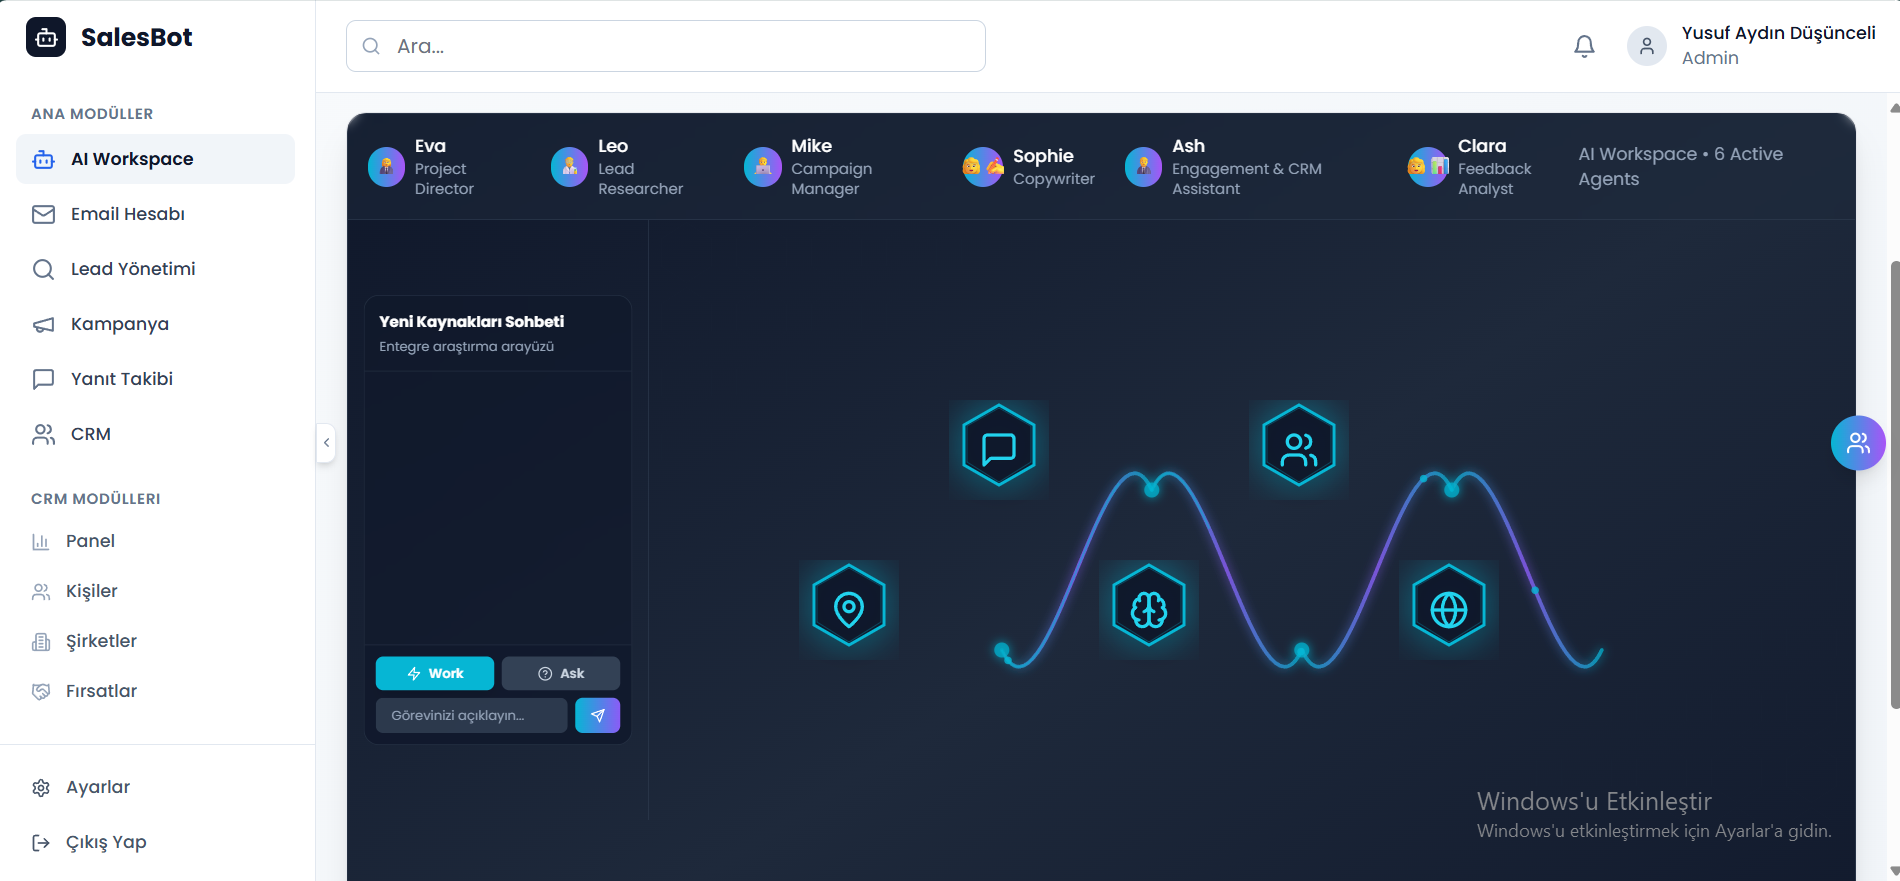 SalesBot
Ara...
Yusuf Aydın Düşünceli
Admin
ANA MODÜLLER
AI Workspace
Email Hesabı
Lead Yönetimi
Kampanya
Yanıt Takibi
CRM
CRM MODÜLLERI
Panel
Kişiler
Şirketler
Fırsatlar
Ayarlar
Çıkış Yap
Eva
Project
Director
Leo
Lead
Researcher
Mike
Campaign
Manager
Sophie
Copywriter
Ash
Engagement & CRM
Assistant
Clara
Feedback
Analyst
AI Workspace • 6 Active
Agents
Yeni Kaynakları Sohbeti
Entegre araştırma arayüzü
Work
Ask
Görevinizi açıklayın...
Windows'u Etkinleştir
Windows'u etkinleştirmek için Ayarlar'a gidin.